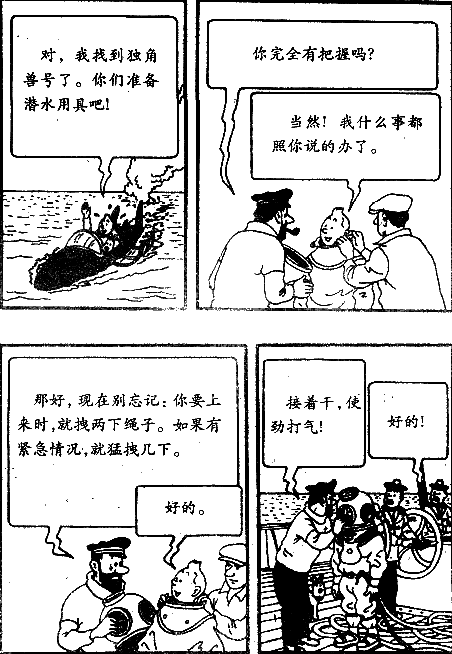 对，我找到独角
兽号了。你们准备
潜水用具吧！
你完全有把握吗？
当然！我什么事都
照你说的办了。
那好，现在别忘记：你要上
来时，就拽两下绳子。如果有
紧急情况，就猛拽几下。
好的。
接着干，使
劲打气！
好的！